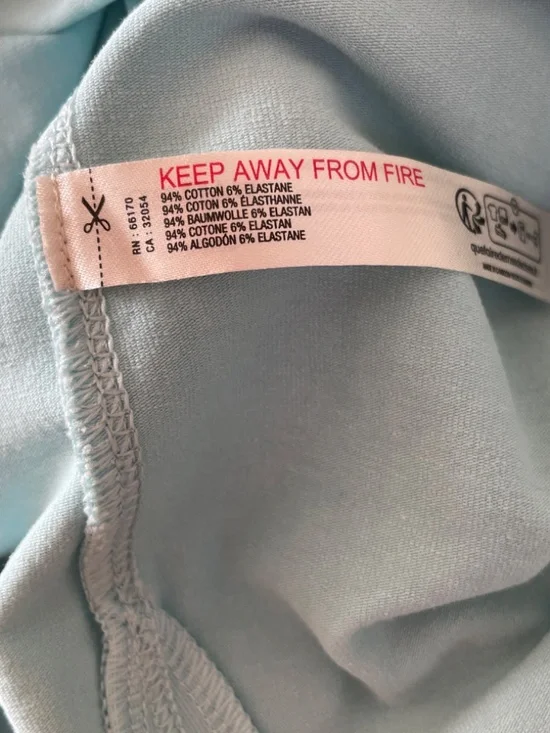 KEEP AWAY FROM FIRE
RN : 66170
CA : 32054
94% COTTON 6% ELASTANE
94% COTON 6% ÉLASTHANNE
94% BAUMWOLLE 6% ELASTAN
94% COTONE 6% ELASTAN
94% ALGODÓN 6% ELASTANE